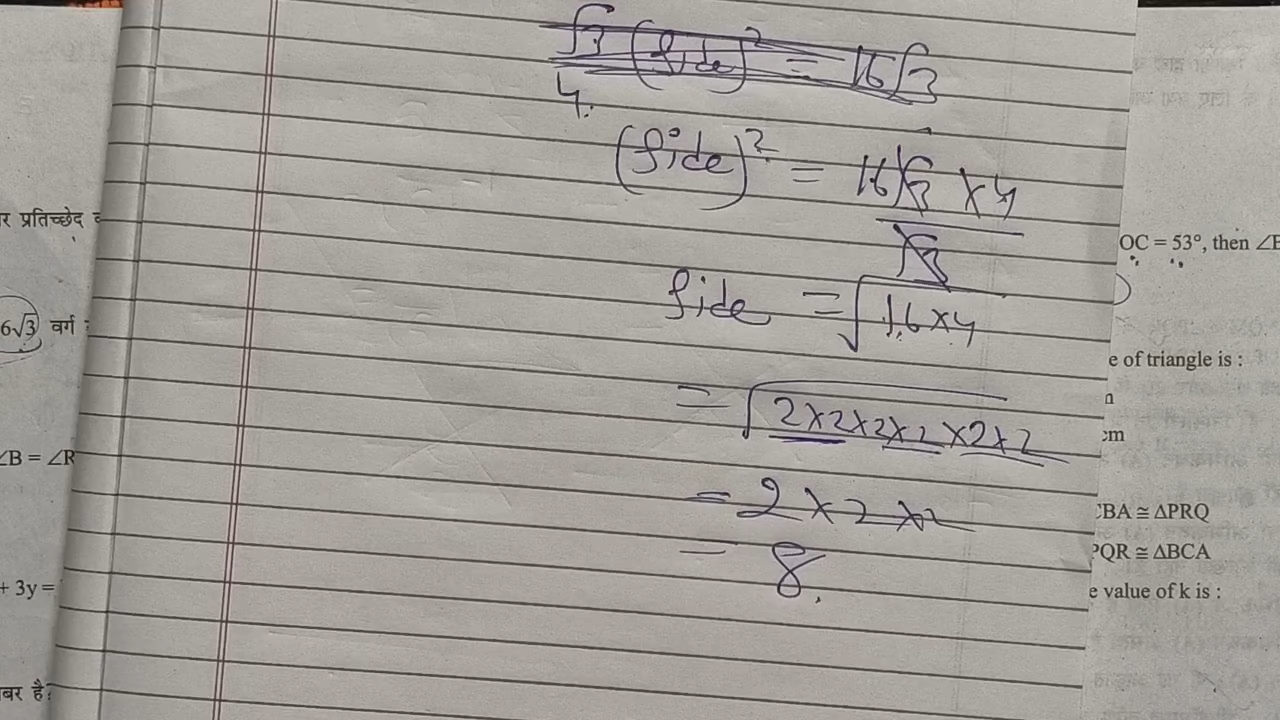 √3/4 (side)² = 16√3
(side)² = 16√3 × 4 / √3
OC = 53°, then ∠
र प्रतिच्छेद
side = √16×4
6√3 वर्ग
e of triangle is :
= √2×2×2×2×2×2
cm
∠B = ∠R
= 2×2×2
CBA ≅ ΔPRQ
= 8.
PQR ≅ ΔBCA
+ 3y =
e value of k is :
बर है